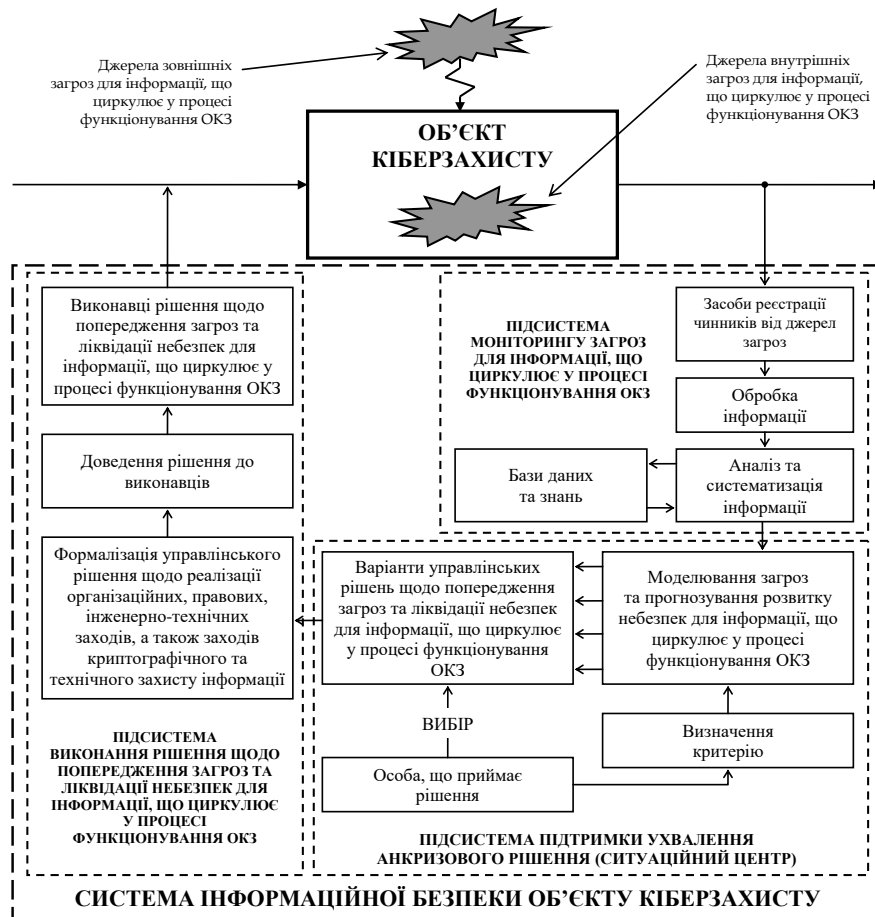 Джерела зовнішніх
загроз для інформації, що
циркулює у процесі
функціонування ОКЗ
Джерела внутрішніх
загроз для інформації,
що циркулює у процесі
функціонування ОКЗ
ОБ’ЄКТ
КІБЕРЗАХИСТУ
Виконавці рішення щодо
попередження загроз та
ліквідації небезпек для
інформації, що циркулює у
процесі функціонування ОКЗ
Доведення рішення до
виконавців
Формалізація управлінського
рішення щодо реалізації
організаційних, правових,
інженерно-технічних
заходів, а також заходів
криптографічного та
технічного захисту інформації
ПІДСИСТЕМА
ВИКОНАННЯ РІШЕННЯ ЩОДО
ПОПЕРЕДЖЕННЯ ЗАГРОЗ ТА
ЛІКВІДАЦІЇ НЕБЕЗПЕК ДЛЯ
ІНФОРМАЦІЇ, ЩО ЦИРКУЛЮЄ
У ПРОЦЕСІ
ФУНКЦІОНУВАННЯ ОКЗ
ПІДСИСТЕМА
МОНІТОРИНГУ ЗАГРОЗ
ДЛЯ ІНФОРМАЦІЇ, ЩО
ЦИРКУЛЮЄ У ПРОЦЕСІ
ФУНКЦІОНУВАННЯ ОКЗ
Засоби реєстрації
чинників від джерел
загроз
Обробка
інформації
Бази даних
та знань
Аналіз та
систематизація
інформації
Варіанти управлінських
рішень щодо попередження
загроз та ліквідації небезпек
для інформації, що циркулює
у процесі функціонування
ОКЗ
Моделювання загроз
та прогнозування розвитку
небезпек для інформації, що
циркулює у процесі
функціонування ОКЗ
ВИБІР
Визначення
критерію
Особа, що приймає
рішення
ПІДСИСТЕМА ПІДТРИМКИ УХВАЛЕННЯ
АНКРИЗОВОГО РІШЕННЯ (СИТУАЦІЙНИЙ ЦЕНТР)
СИСТЕМА ІНФОРМАЦІЙНОЇ БЕЗПЕКИ ОБ’ЄКТУ КІБЕРЗАХИСТУ